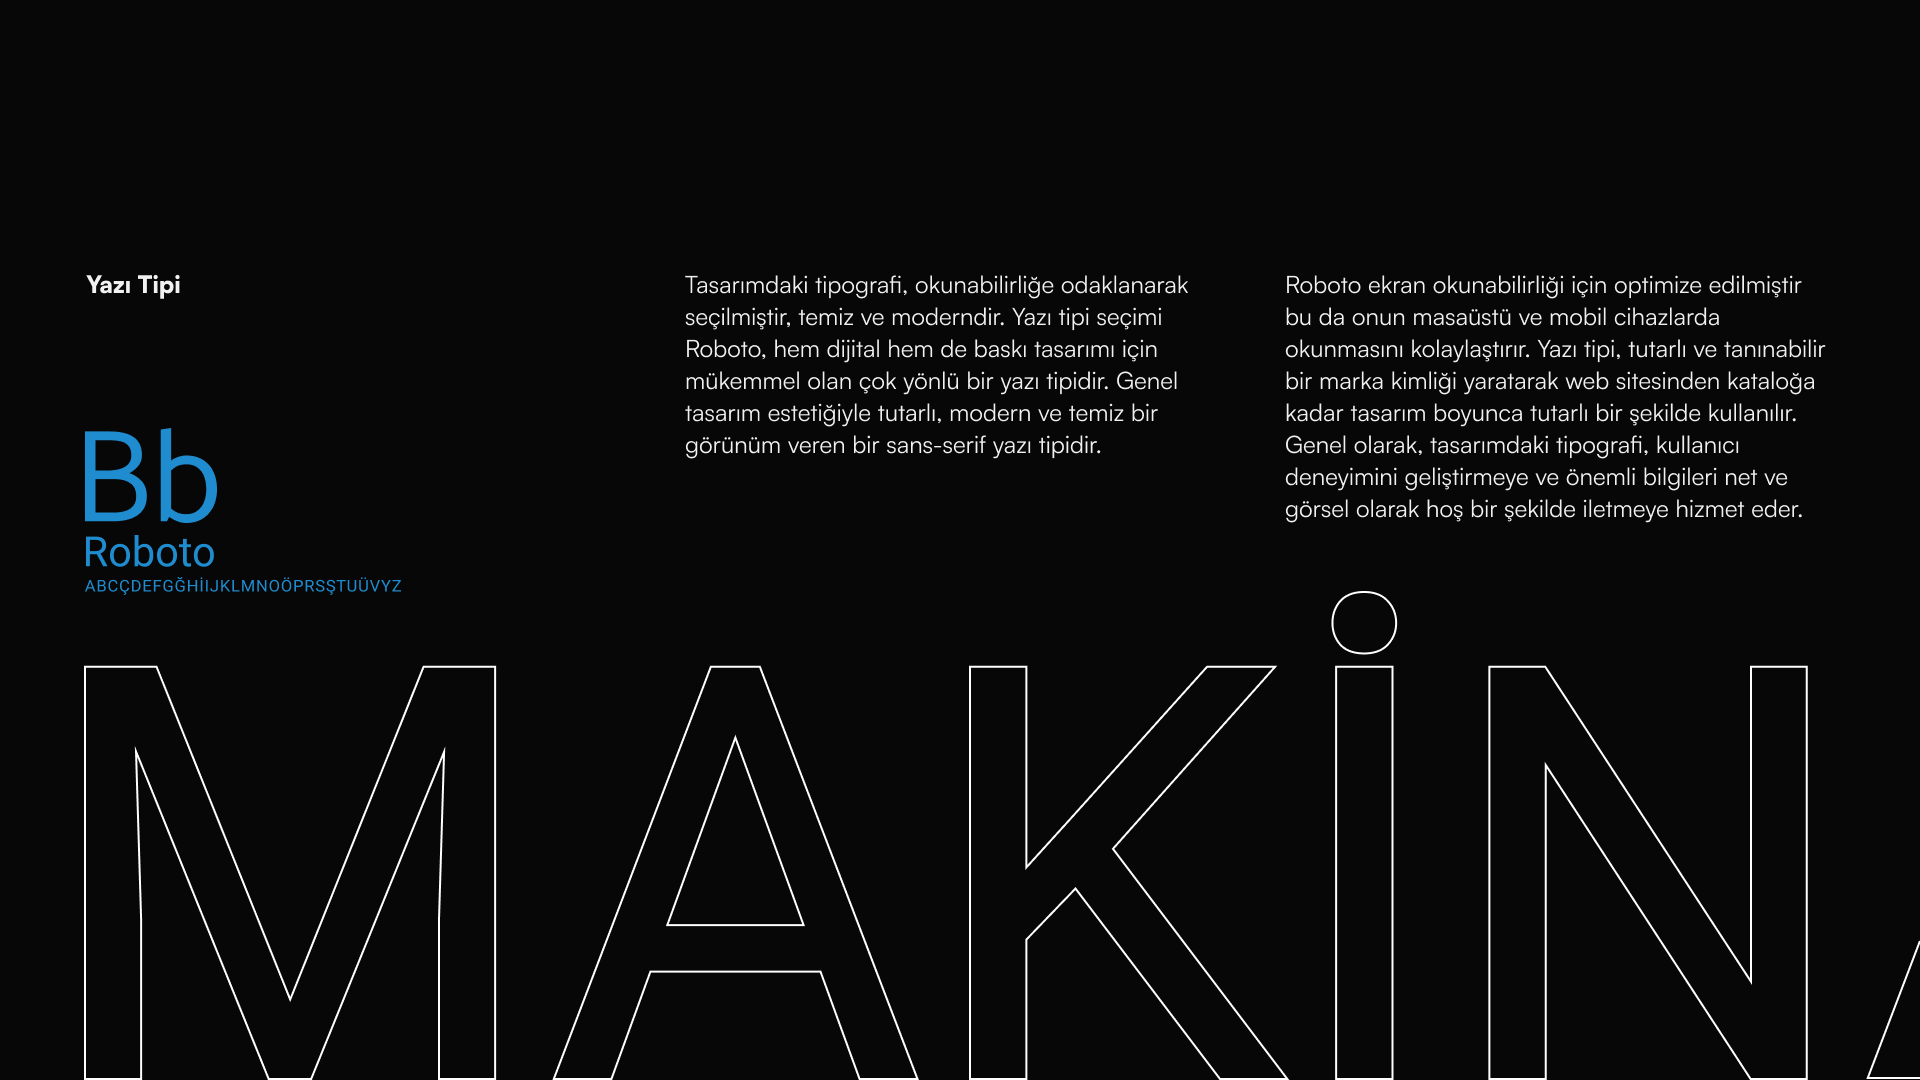 Yazı Tipi
Tasarımdaki tipografi, okunabilirliğe odaklanarak
seçilmiştir, temiz ve moderndir. Yazı tipi seçimi
Roboto, hem dijital hem de baskı tasarımı için
mükemmel olan çok yönlü bir yazı tipidir. Genel
tasarım estetiğiyle tutarlı, modern ve temiz bir
görünüm veren bir sans-serif yazı tipidir.
Roboto ekran okunabilirliği için optimize edilmiştir
bu da onun masaüstü ve mobil cihazlarda
okunmasını kolaylaştırır. Yazı tipi, tutarlı ve tanınabilir
bir marka kimliği yaratarak web sitesinden kataloğa
kadar tasarım boyunca tutarlı bir şekilde kullanılır.
Genel olarak, tasarımdaki tipografi, kullanıcı
deneyimini geliştirmeye ve önemli bilgileri net ve
görsel olarak hoş bir şekilde iletmeye hizmet eder.
Bb
Roboto
ABCÇDEFGĞHİIJKLMNOÖPRSŞTUÜVYZ
MAKİNA